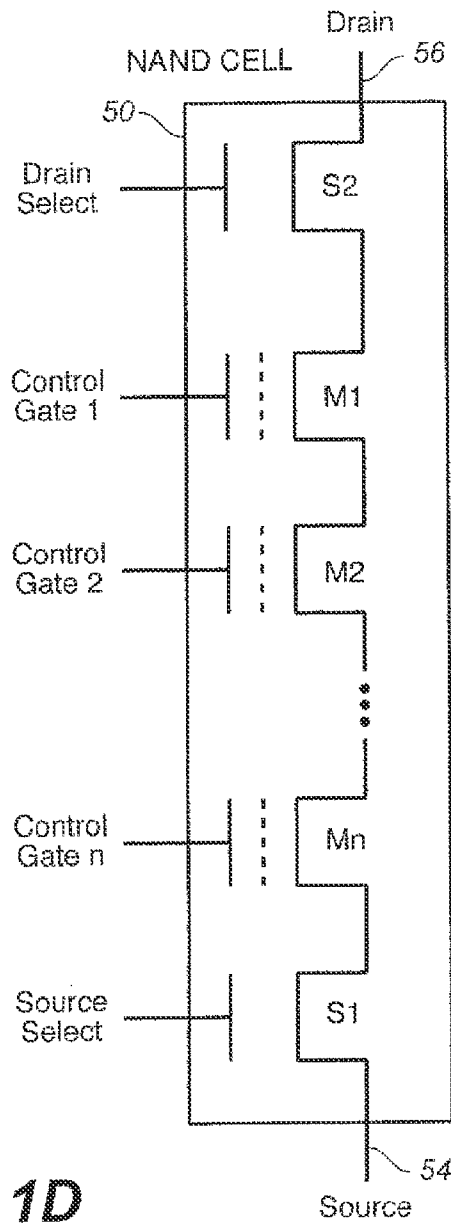 Drain
56
NAND CELL
50
Drain
Select
S2
Control
Gate 1
M1
Control
Gate 2
M2
Control
Gate n
Mn
Source
Select
S1
54
1D
Source